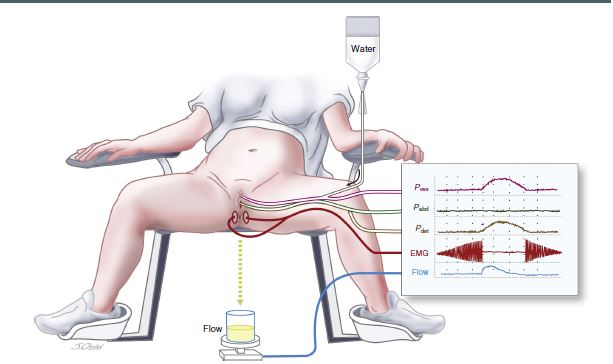 Water
Pves
Pabd
Pdet
EMG
Flow
Flow